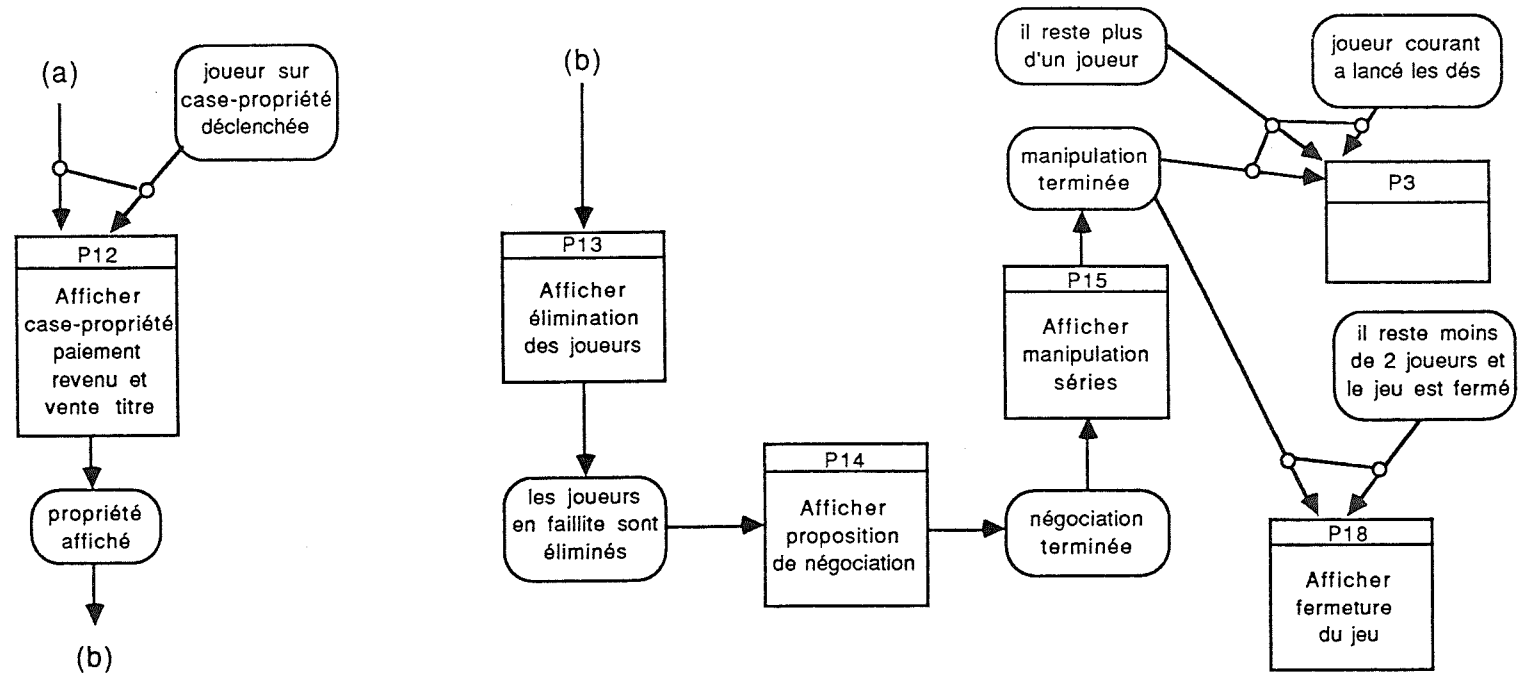 (a)
joueur sur
case-propriété
déclenchée
P12
Afficher
case-propriété
paiement
revenu et
vente titre
propriété
affiché
(b)
(b)
P13
Afficher
élimination
des joueurs
les joueurs
en faillite sont
éliminés
P14
Afficher
proposition
de négociation
négociation
terminée
P15
Afficher
manipulation
séries
manipulation
terminée
il reste plus
d'un joueur
joueur courant
a lancé les dés
P3
il reste moins
de 2 joueurs et
le jeu est fermé
P18
Afficher
fermeture
du jeu